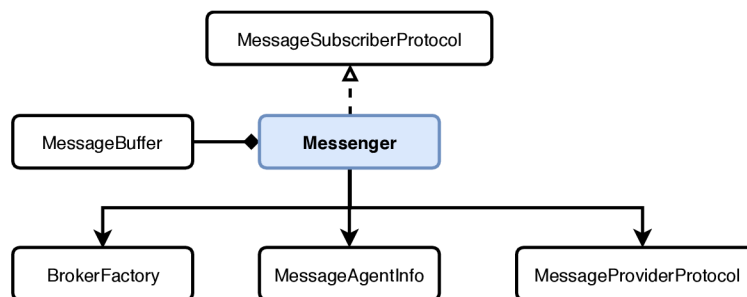 MessageSubscriberProtocol
MessageBuffer
Messenger
BrokerFactory
MessageAgentInfo
MessageProviderProtocol